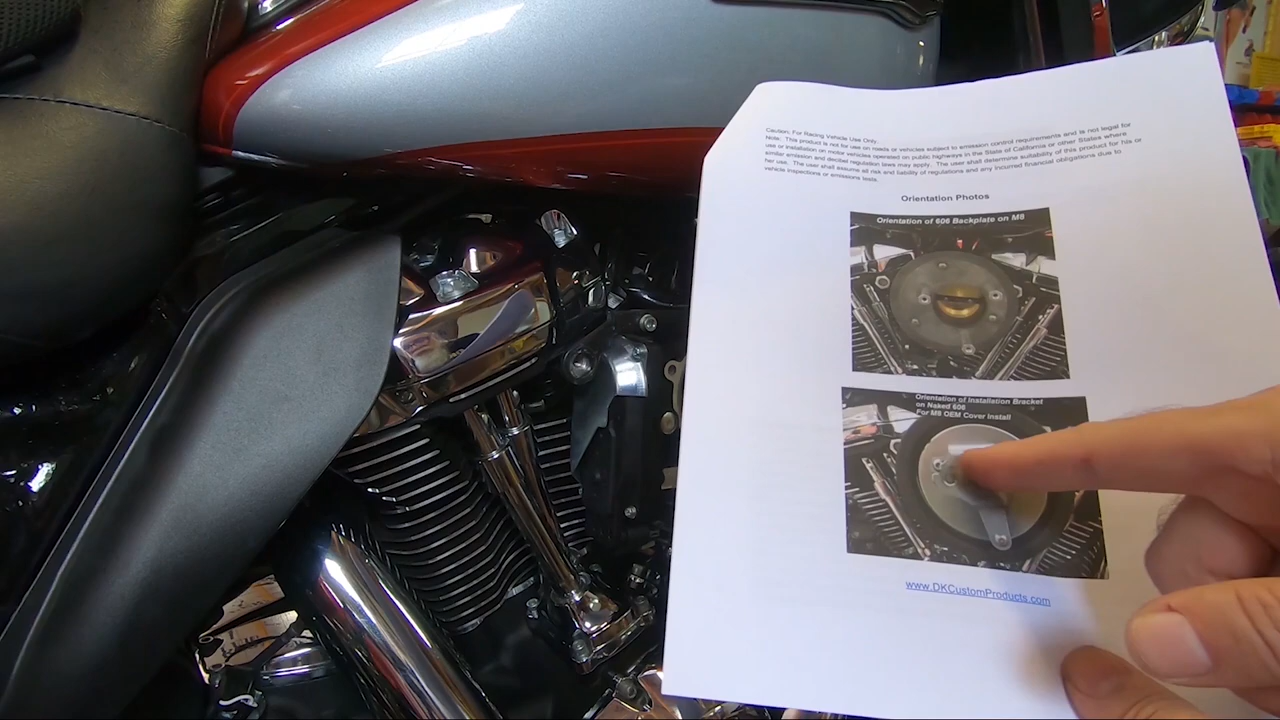 Caution: For Racing Vehicle Use Only.
Note: This product is not for use on roads or vehicles subject to emission control requirements and is not legal for
use or installation on motor vehicles operated on public highways in the State of California or other States where
similar emission and decibel regulation laws may apply. The user shall determine suitability of this product for his or
her use. The user shall assume all risk and liability of regulations and any incurred financial obligations due to
vehicle inspections or emissions tests.
Orientation Photos
Orientation of 606 Backplate on M8
Orientation of Installation Bracket
on Naked 606
For M8 OEM Cover Install
www.DKCustomProducts.com